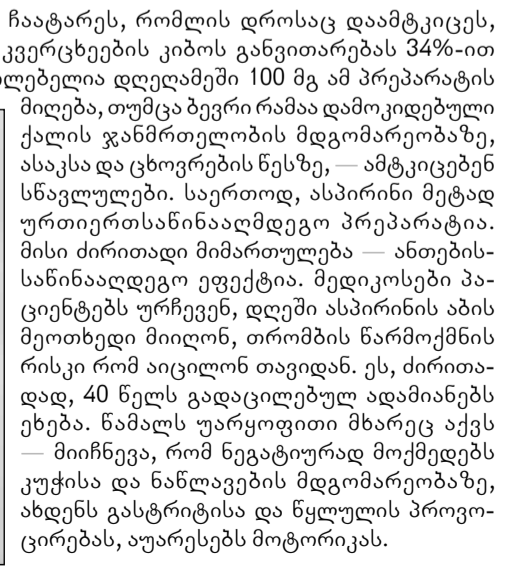 ჩაატარეს, რომლის დროსაც დაამტკიცეს,
კვერცხეების კიბოს განვითარებას 34%-ით
ლებელია დღეღამეში 100 მგ ამ პრეპარატის
მიღება, თუმცა ბევრი რამაა დამოკიდებული
ქალის ჯანმრთელობის მდგომარეობაზე,
ასაკსა და ცხოვრების წესზე, — ამტკიცებენ
სწავლულები. საერთოდ, ასპირინი მეტად
ურთიერთსაწინააღმდეგო პრეპარატია.
მისი ძირითადი მიმართულება — ანთების-
საწინააღდეგო ეფექტია. მედიკოსები პა-
ციენტებს ურჩევენ, დღეში ასპირინის აბის
მეოთხედი მიიღონ, თრომბის წარმოქმნის
რისკი რომ აიცილონ თავიდან. ეს, ძირითა-
დად, 40 წელს გადაცილებულ ადამიანებს
ეხება. წამალს უარყოფითი მხარეც აქვს
— მიიჩნევა, რომ ნეგატიურად მოქმედებს
კუჭისა და ნაწლავების მდგომარეობაზე,
ახდენს გასტრიტისა და წყლულის პროვო-
ცირებას, აუარესებს მოტორიკას.